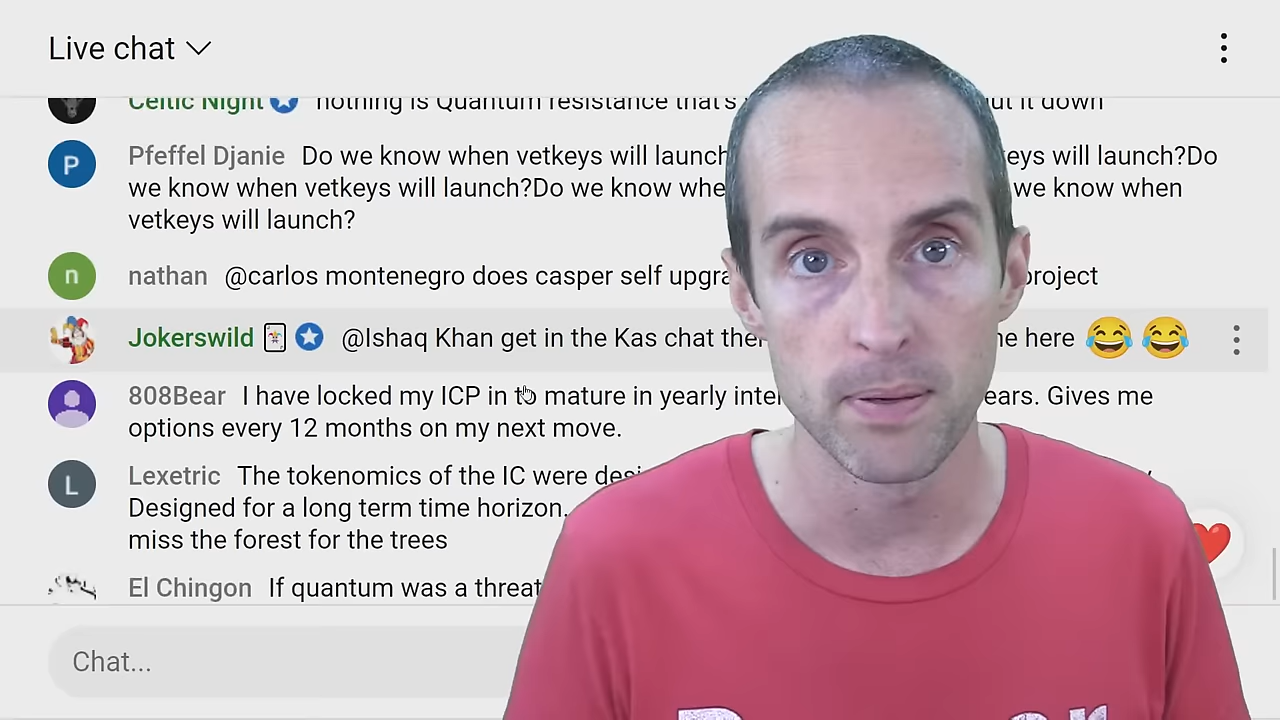 Live chat
Celtic Night nothing is Quantum resistance that's ut it down
P Pfeffel Djanie Do we know when vetkeys will launch eys will launch?Do
we know when vetkeys will launch?Do we know whe we know when
vetkeys will launch?
n nathan @carlos montenegro does casper self upgra project
Jokerswild 🃏 @Ishaq Khan get in the Kas chat ther ne here 😂 😂
808Bear I have locked my ICP in to mature in yearly inter ears. Gives me
options every 12 months on my next move.
L Lexetric The tokenomics of the IC were desi
Designed for a long term time horizon.
miss the forest for the trees
El Chingon If quantum was a threat
Chat...